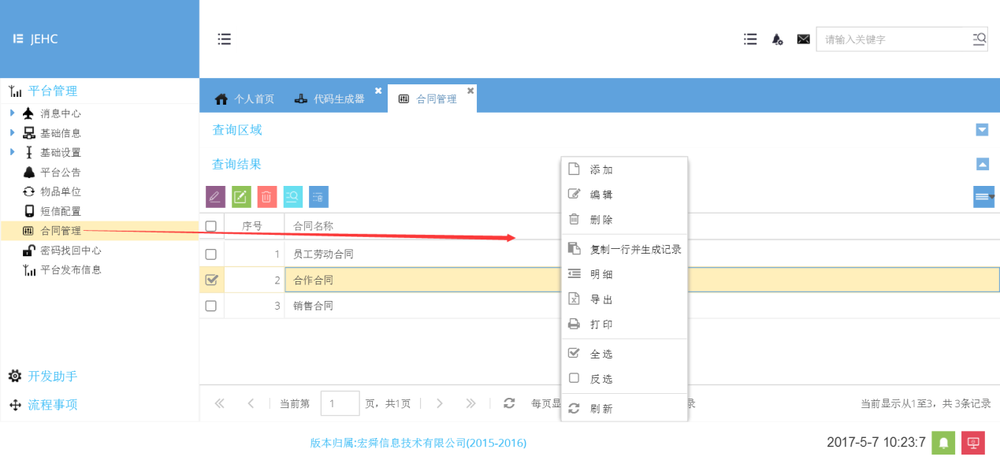 JEHC
请输入关键字
平台管理
消息中心
基础信息
基础设置
平台公告
物品单位
短信配置
合同管理
密码找回中心
平台发布信息
开发助手
流程事项
个人首页
代码生成器
合同管理
查询区域
查询结果
序号 合同名称
1 员工劳动合同
2 合作合同
3 销售合同
添加
编辑
删除
复制一行并生成记录
明细
导出
打印
全选
反选
刷新
当前第 1 页，共1页 每页显 录 当前显示从1至3，共 3条记录
版本归属:宏舜信息技术有限公司(2015-2016)
2017-5-7 10:23:7